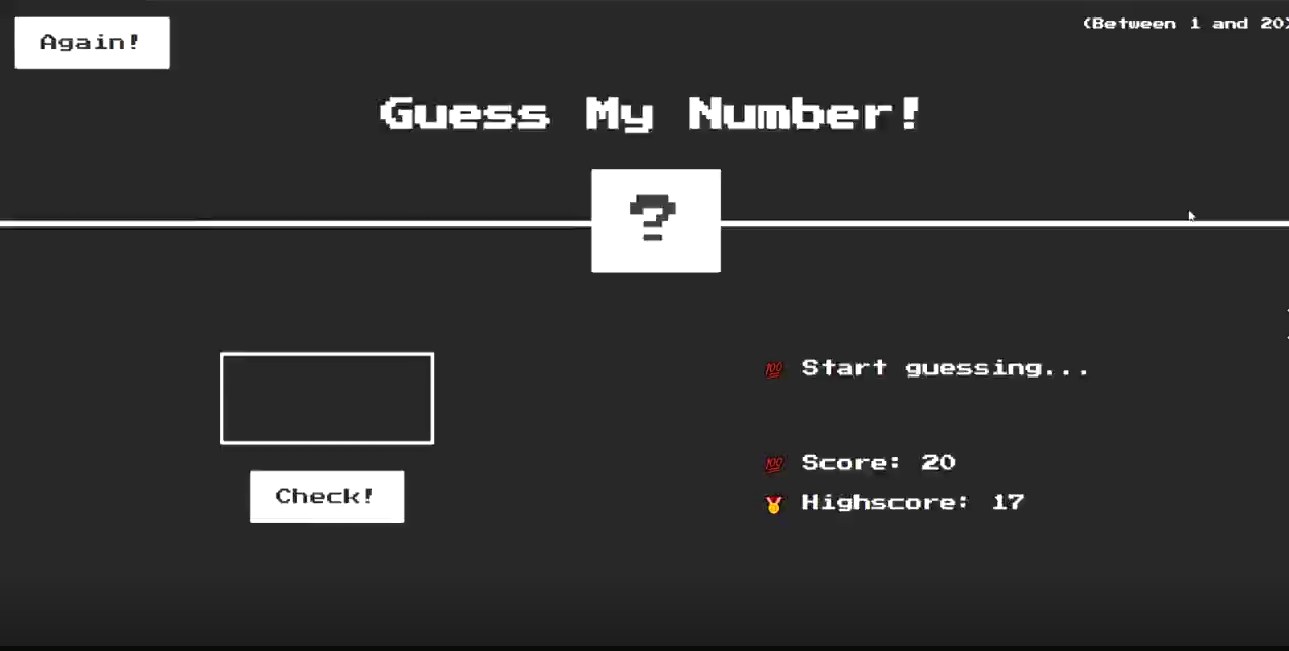 Again!
(Between 1 and 20)
Guess My Number!
?
💯 Start guessing...
💯 Score: 20
🥇 Highscore: 17
Check!